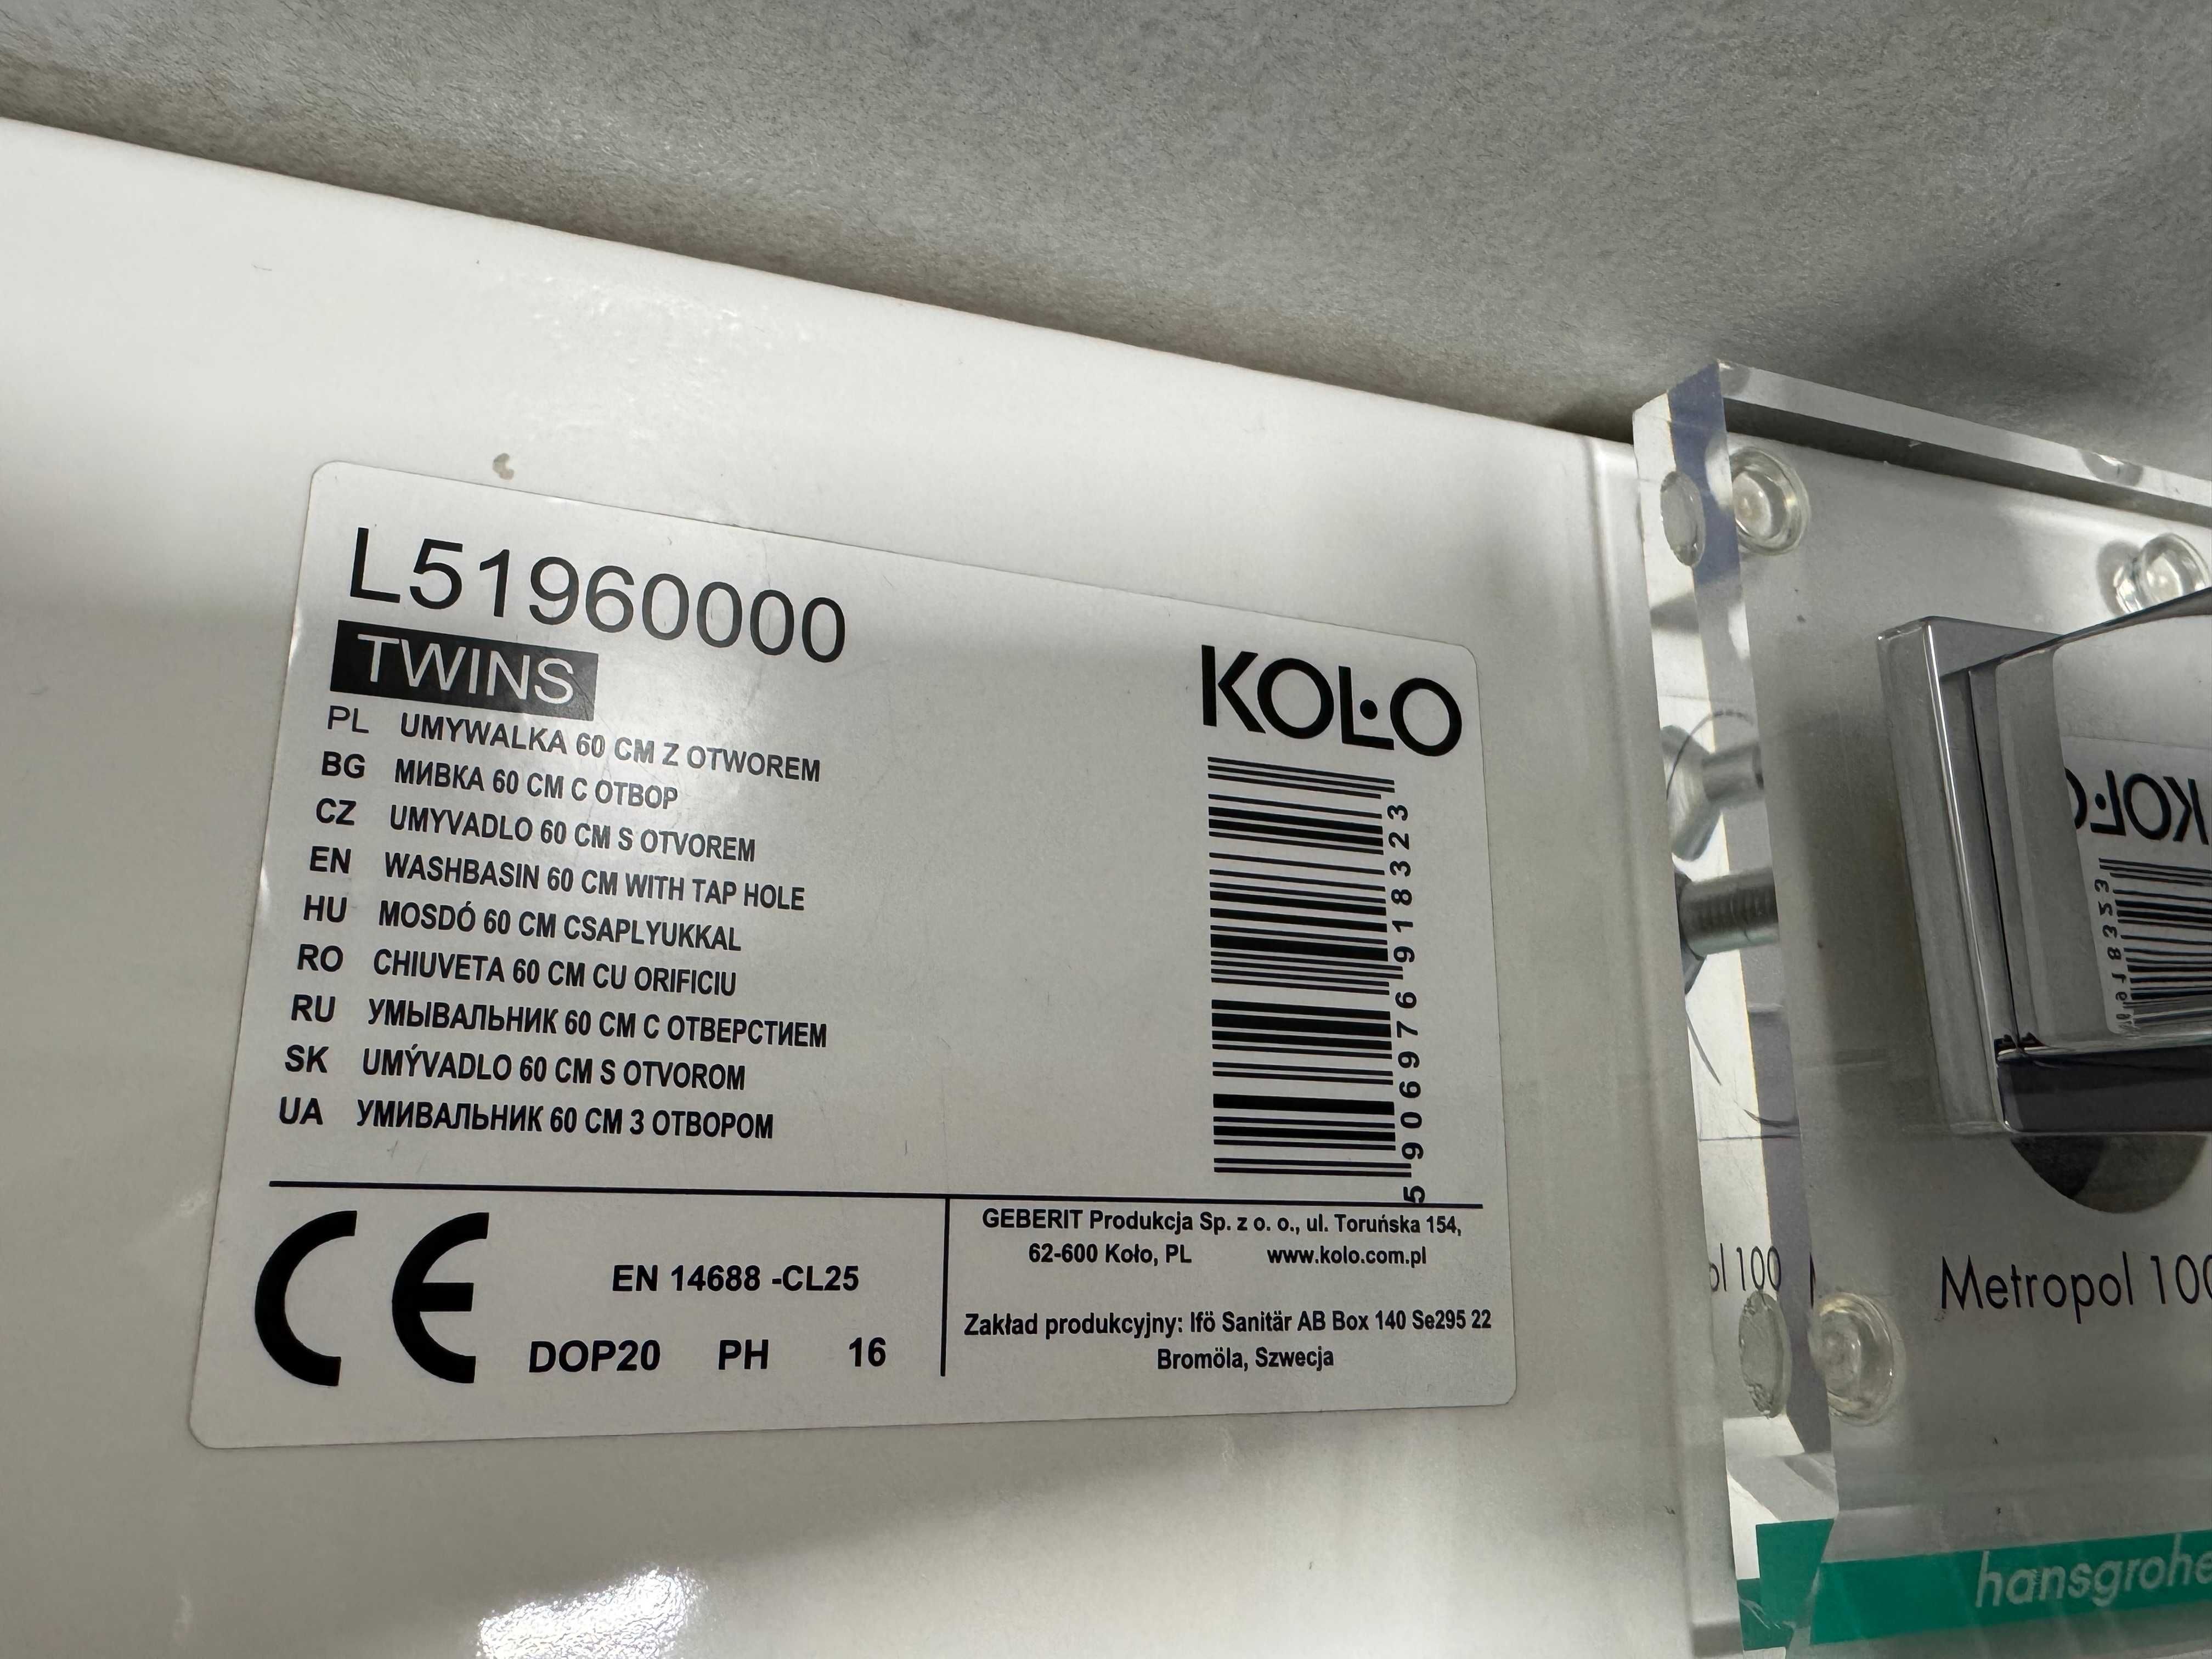 L51960000
TWINS
PL UMYWALKA 60 CM Z OTWOREM
BG МИВКА 60 СМ С ОТВОР
CZ UMYVADLO 60 CM S OTVOREM
EN WASHBASIN 60 CM WITH TAP HOLE
HU MOSDÓ 60 CM CSAPLYUKKAL
RO CHIUVETA 60 CM CU ORIFICIU
RU УМЫВАЛЬНИК 60 СМ С ОТВЕРСТИЕМ
SK UMÝVADLO 60 CM S OTVOROM
UA УМИВАЛЬНИК 60 СМ З ОТВОРОМ
KOŁO
5 906976 918323
EN 14688 -CL25
DOP20 PH 16
GEBERIT Produkcja Sp. z o. o., ul. Toruńska 154,
62-600 Koło, PL www.kolo.com.pl
Zakład produkcyjny: Ifö Sanitär AB Box 140 Se295 22
Bromöla, Szwecja
Metropol 100
hansgrohe